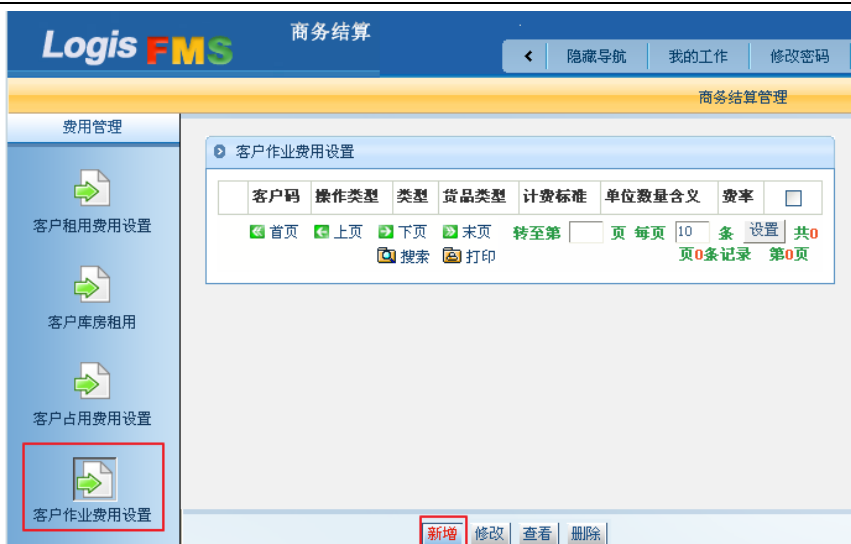 Logis FMS 商务结算
隐藏导航 我的工作 修改密码
商务结算管理
费用管理
客户租用费用设置
客户库房租用
客户占用费用设置
客户作业费用设置
客户作业费用设置
客户码 操作类型 类型 货品类型 计费标准 单位数量含义 费率
首页 上页 下页 末页 转至第 页 每页 10 条 设置 共0
搜索 打印 页0条记录 第0页
新增 修改 查看 删除